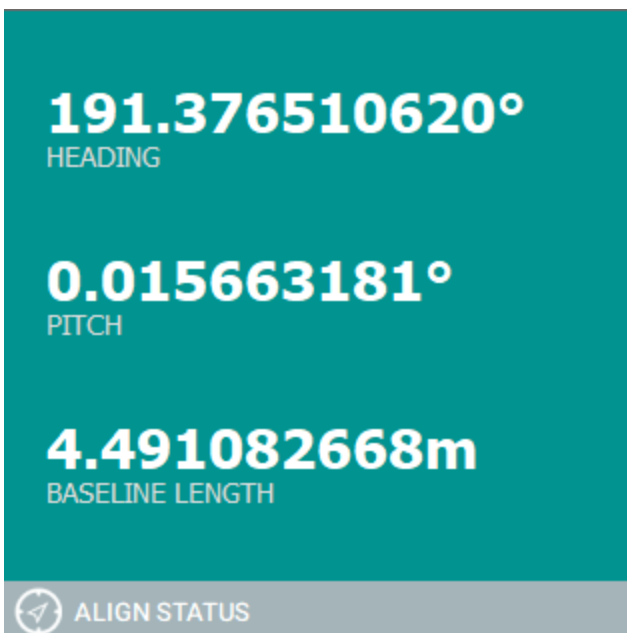 191.376510620°
HEADING
0.015663181°
PITCH
4.491082668m
BASELINE LENGTH
ALIGN STATUS